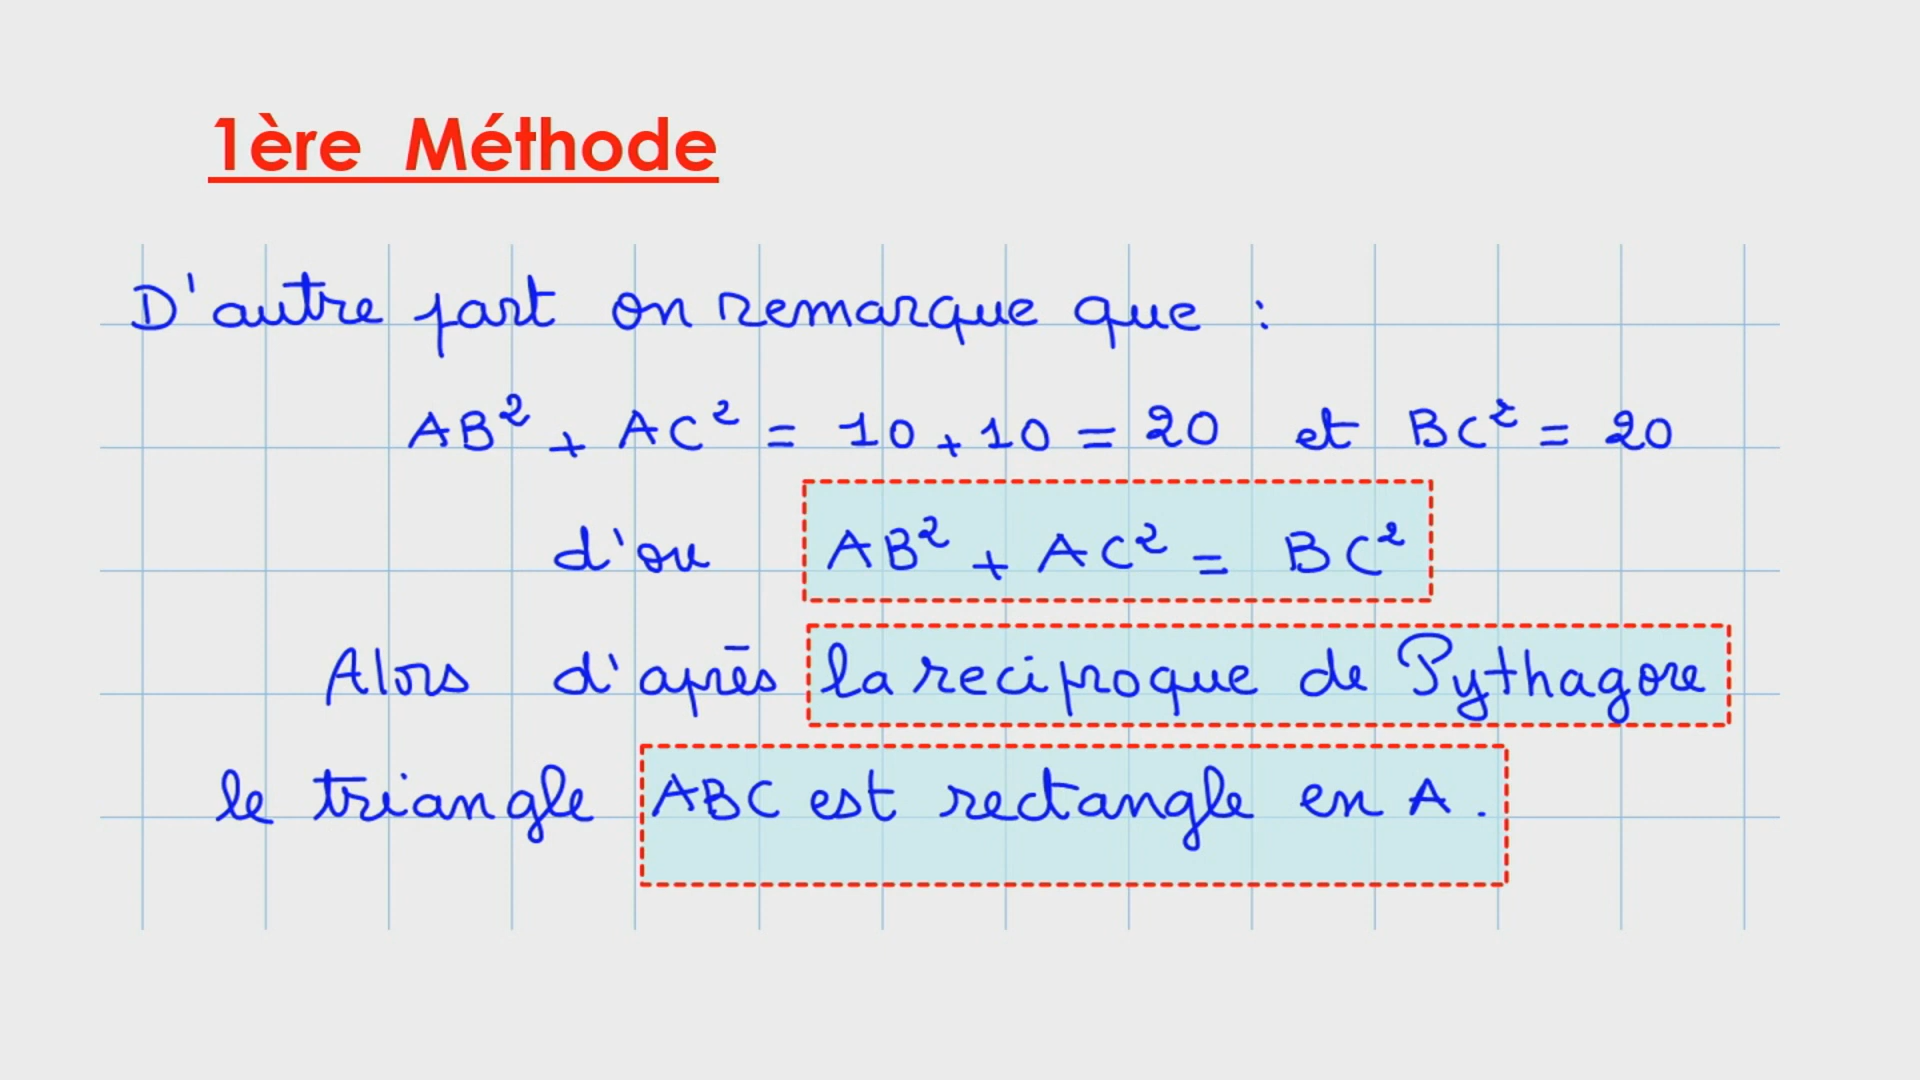 1ère Méthode
D'autre part on remarque que :
AB² + AC² = 10 + 10 = 20 et BC² = 20
d'ou AB² + AC² = BC²
Alors d'après la reciproque de Pythagore
le triangle ABC est rectangle en A.